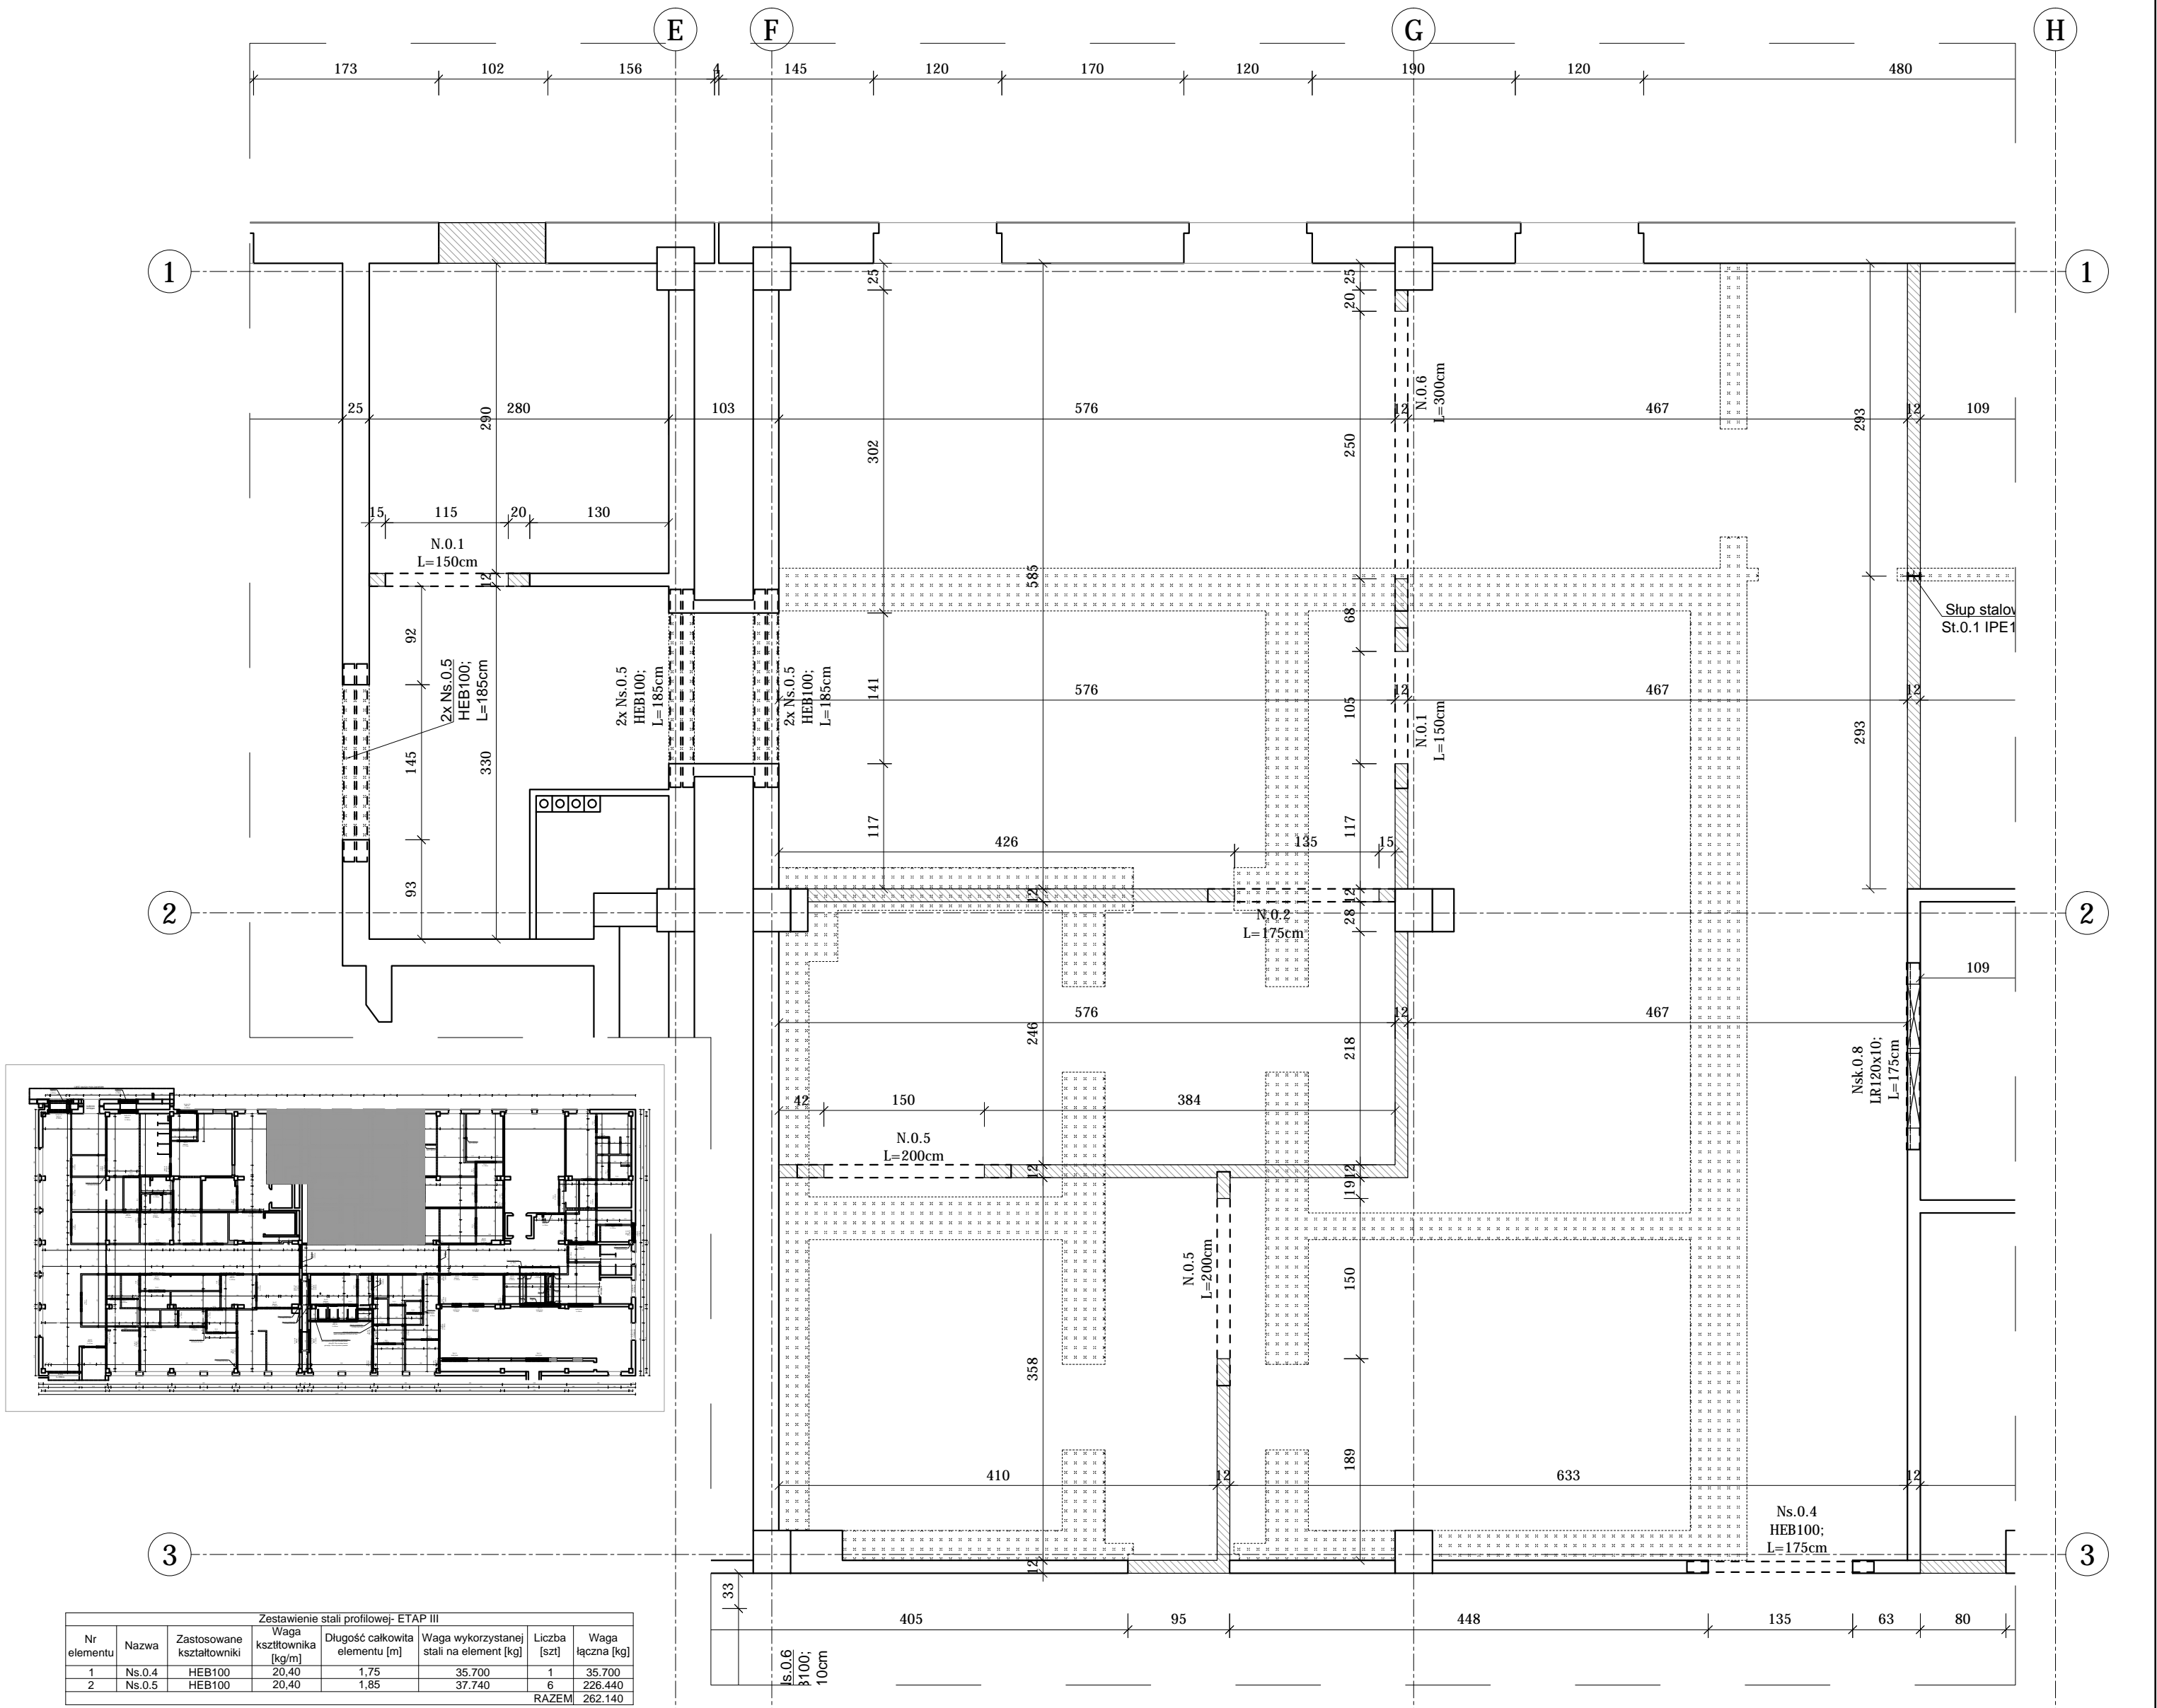 E F G H
173 102 156 4 145 120 170 120 190 120 480
1 1
25 25
20
N.0.6
L=300cm
25 280 103 576 12 467 12 109
290 302 250 293
15 115 20 130
N.0.1
L=150cm
12
585
68
Słup stalow
St.0.1 IPE1
92
2x Ns.0.5
HEB100;
L=185cm
2x Ns.0.5
HEB100;
L=185cm
2x Ns.0.5
HEB100;
L=185cm
141
576 12 467 12
105
N.0.1
L=150cm
293
145 330
117 117
426 135 15
93
12 12
28
N.0.2
L=175cm
2 2
109
576 12 467
246 218
Nsk.0.8
LR120x10;
L=175cm
42 150 384
N.0.5
L=200cm
12 12
19
N.0.5
L=200cm
150
358
189
410 12 633 12
Ns.0.4
HEB100;
L=175cm
3 3
12
33
405 95 448 135 63 80
10cm
Zestawienie stali profilowej- ETAP III
Nr elementu Nazwa Zastosowane kształtowniki Waga ksztłtownika [kg/m] Długość całkowita elementu [m] Waga wykorzystanej stali na element [kg] Liczba [szt] Waga łączna [kg]
1 Ns.0.4 HEB100 20,40 1,75 35.700 1 35.700
2 Ns.0.5 HEB100 20,40 1,85 37.740 6 226.440
RAZEM 262.140